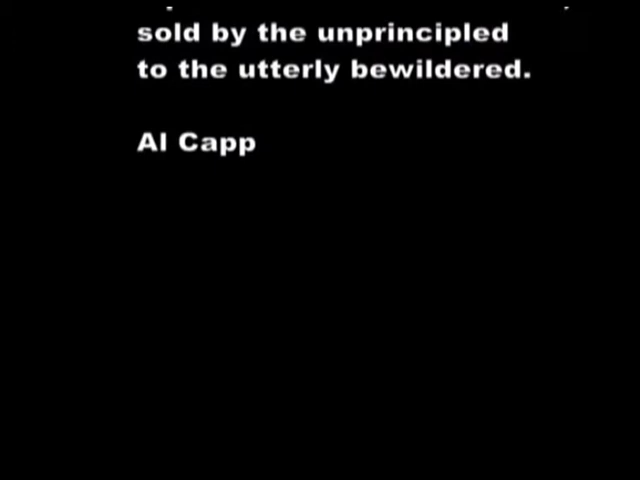 sold by the unprincipled
to the utterly bewildered.
Al Capp